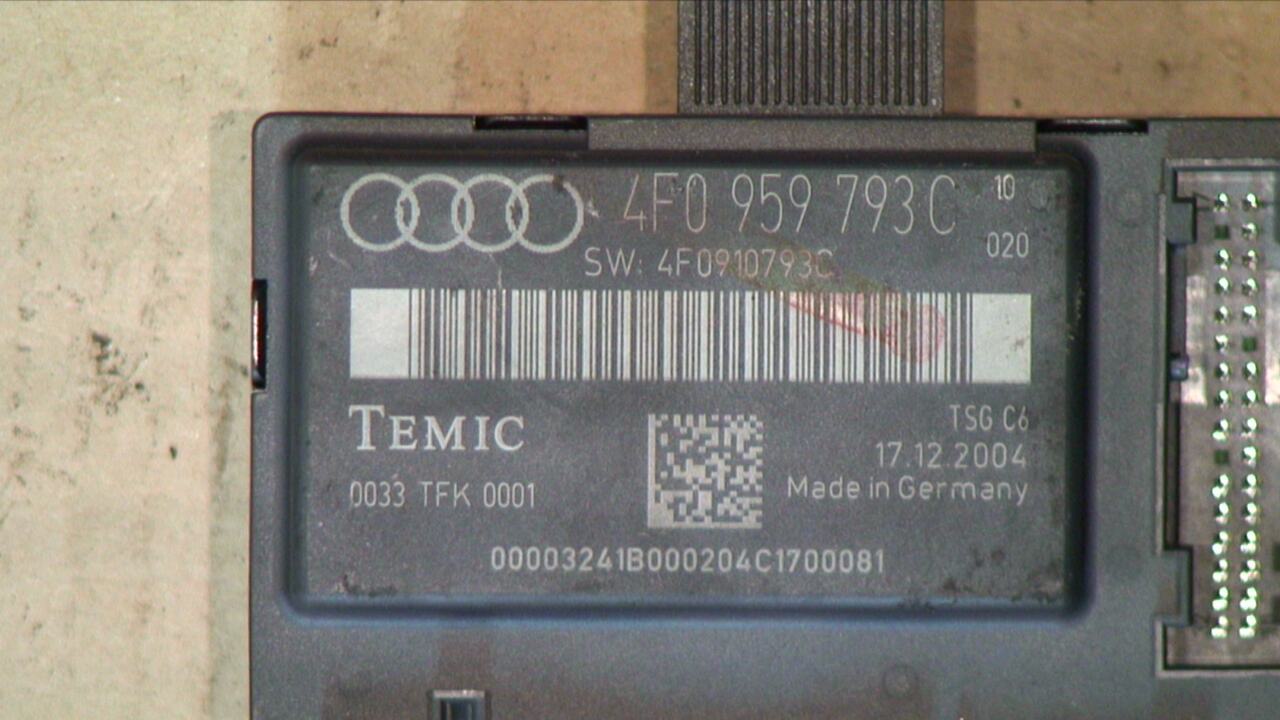 4F0 959 793C 10
020
SW: 4F0910793C
TEMIC
TSG C6
17.12.2004
0033 TFK 0001
Made in Germany
00003241B000204C1700081